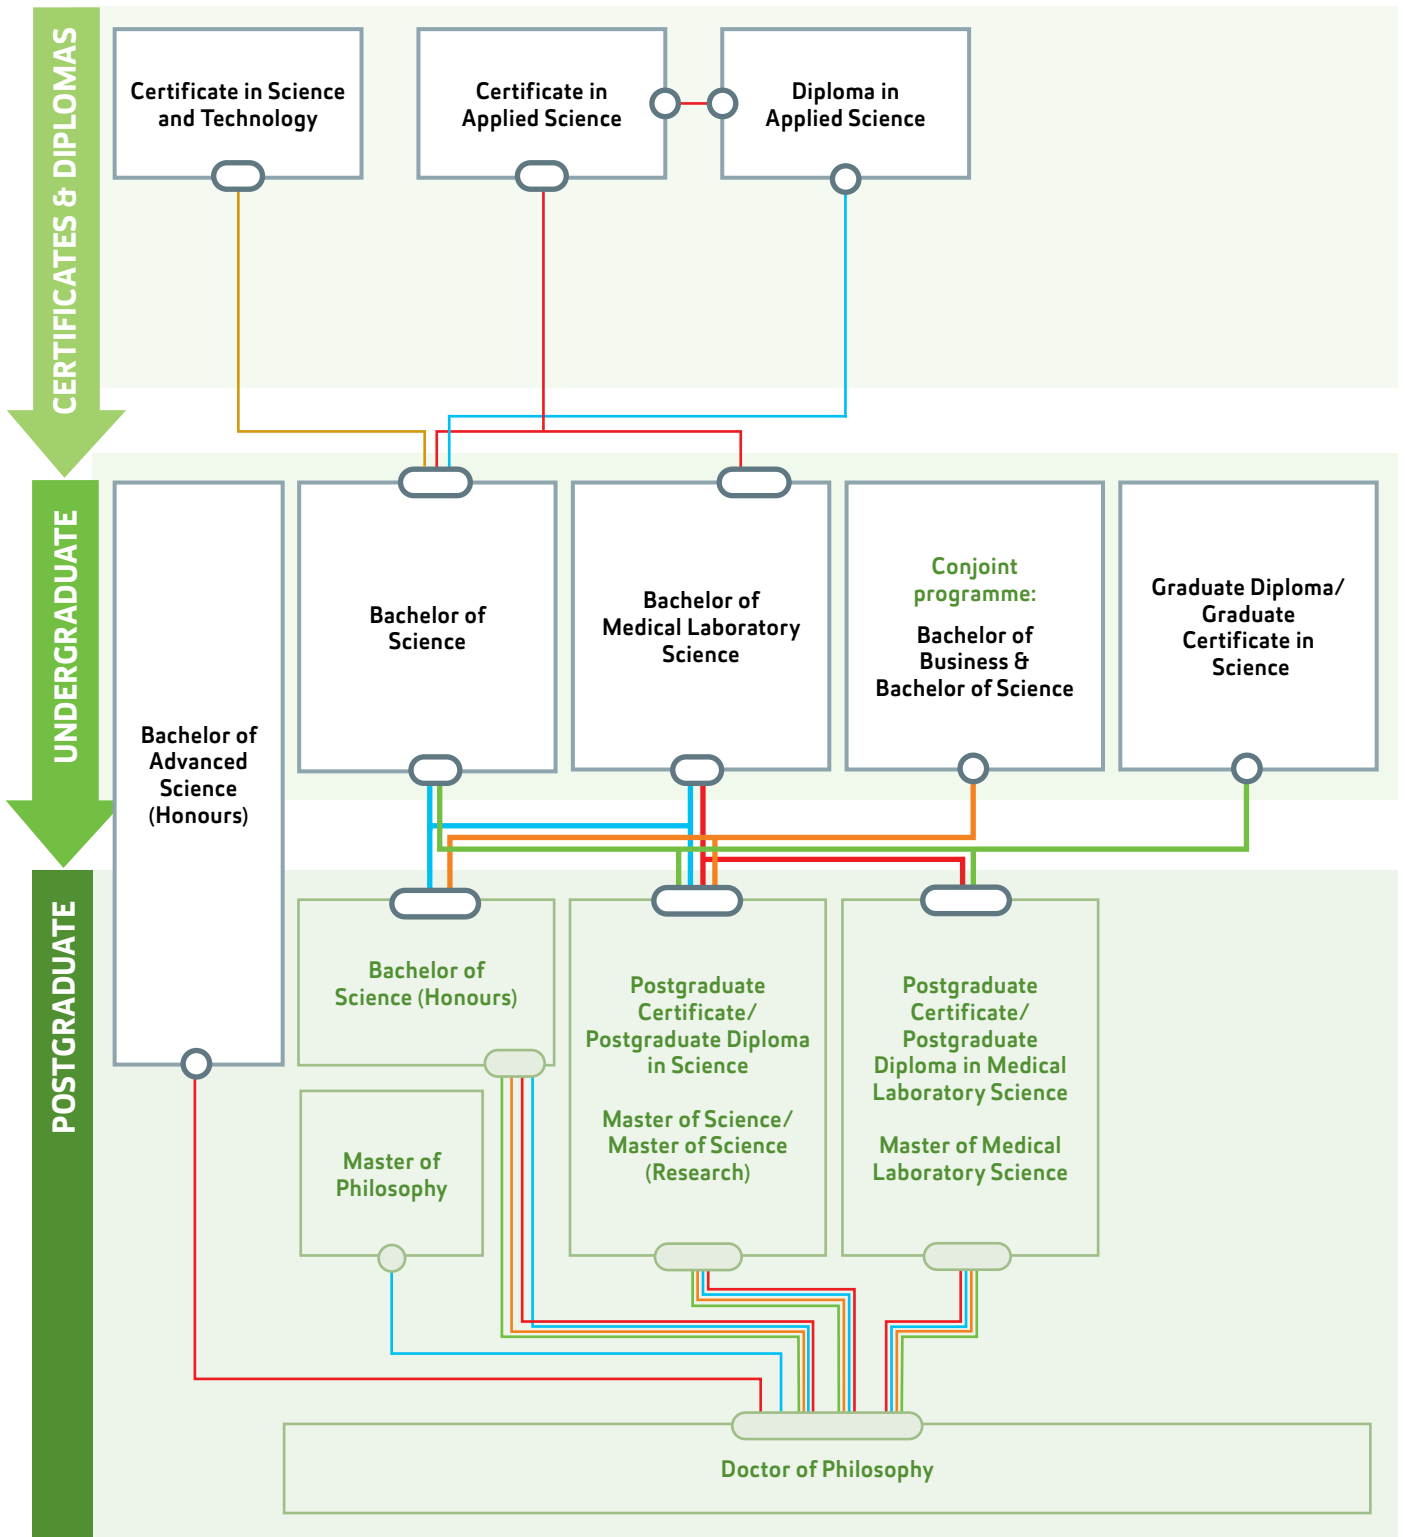 CERTIFICATES & DIPLOMAS
Certificate in Science
and Technology
Certificate in
Applied Science
Diploma in
Applied Science
UNDERGRADUATE
Bachelor of
Advanced
Science
(Honours)
Bachelor of
Science
Bachelor of
Medical Laboratory
Science
Conjoint
programme:
Bachelor of
Business &
Bachelor of Science
Graduate Diploma/
Graduate
Certificate in
Science
POSTGRADUATE
Bachelor of
Science (Honours)
Master of
Philosophy
Postgraduate
Certificate/
Postgraduate Diploma
in Science
Master of Science/
Master of Science
(Research)
Postgraduate
Certificate/
Postgraduate
Diploma in Medical
Laboratory Science
Master of Medical
Laboratory Science
Doctor of Philosophy